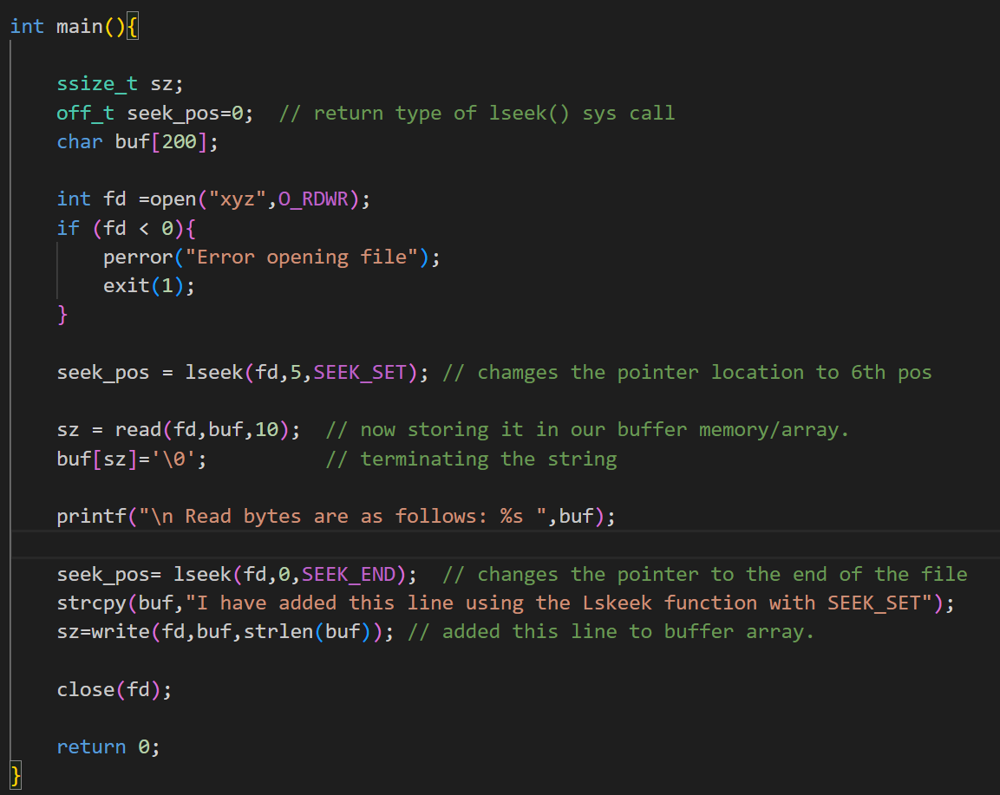 int main(){
ssize_t sz;
off_t seek_pos=0;  // return type of lseek() sys call
char buf[200];
int fd =open("xyz",O_RDWR);
if (fd < 0){
perror("Error opening file");
exit(1);
}
seek_pos = lseek(fd,5,SEEK_SET); // chamges the pointer location to 6th pos
sz = read(fd,buf,10);  // now storing it in our buffer memory/array.
buf[sz]='\0';          // terminating the string
printf("\n Read bytes are as follows: %s ",buf);
seek_pos= lseek(fd,0,SEEK_END);  // changes the pointer to the end of the file
strcpy(buf,"I have added this line using the Lskeek function with SEEK_SET");
sz=write(fd,buf,strlen(buf)); // added this line to buffer array.
close(fd);
return 0;
}